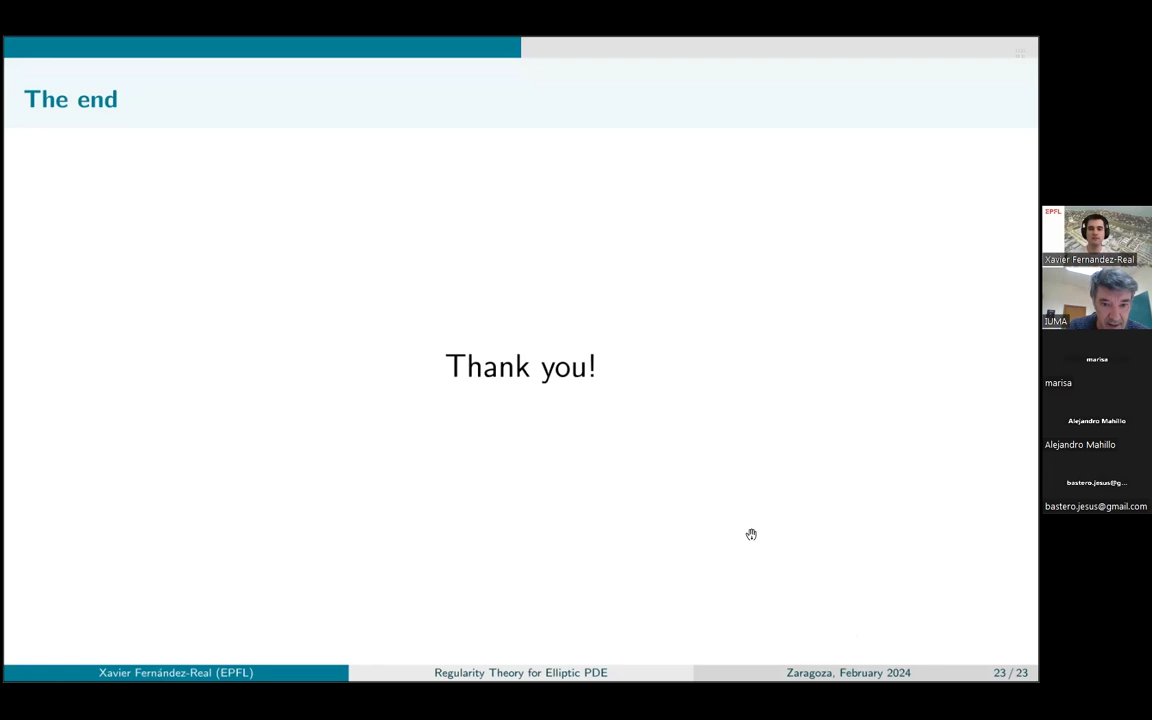 The end
Thank you!
Xavier Fernández-Real (EPFL)
Regularity Theory for Elliptic PDE
Zaragoza, February 2024
23 / 23
EPFL
Xavier Fernandez-Real
IUMA
marisa
marisa
Alejandro Mahillo
Alejandro Mahillo
bastero.jesus@g...
bastero.jesus@gmail.com